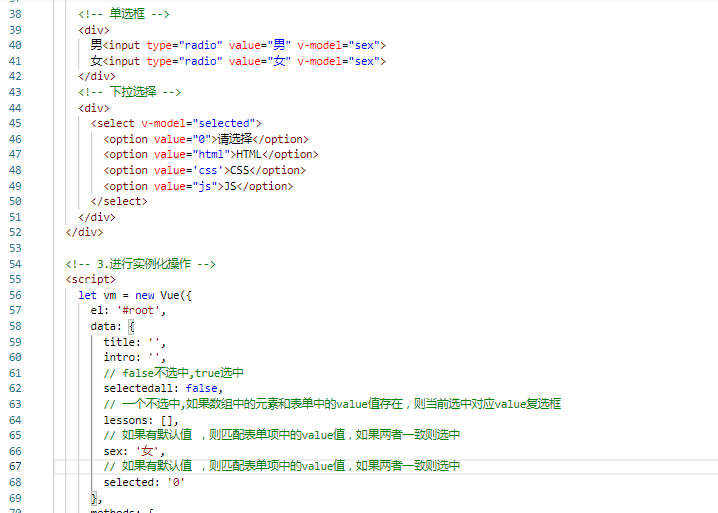 38 <!-- 单选框 -->
39 <div>
40 男<input type="radio" value="男" v-model="sex">
41 女<input type="radio" value="女" v-model="sex">
42 </div>
43 <!-- 下拉选择 -->
44 <div>
45 <select v-model="selected">
46 <option value="0">请选择</option>
47 <option value="html">HTML</option>
48 <option value='css'>CSS</option>
49 <option value="js">JS</option>
50 </select>
51 </div>
52 </div>
53
54 <!-- 3.进行实例化操作 -->
55 <script>
56 let vm = new Vue({
57 el: '#root',
58 data: {
59 title: '',
60 intro: '',
61 // false不选中,true选中
62 selectedall: false,
63 // 一个不选中,如果数组中的元素和表单中的value值存在，则当前选中对应value复选框
64 lessons: [],
65 // 如果有默认值 ，则匹配表单项中的value值，如果两者一致则选中
66 sex: '女',
67 // 如果有默认值 ，则匹配表单项中的value值，如果两者一致则选中
68 selected: '0'
69 },
70 methods: {